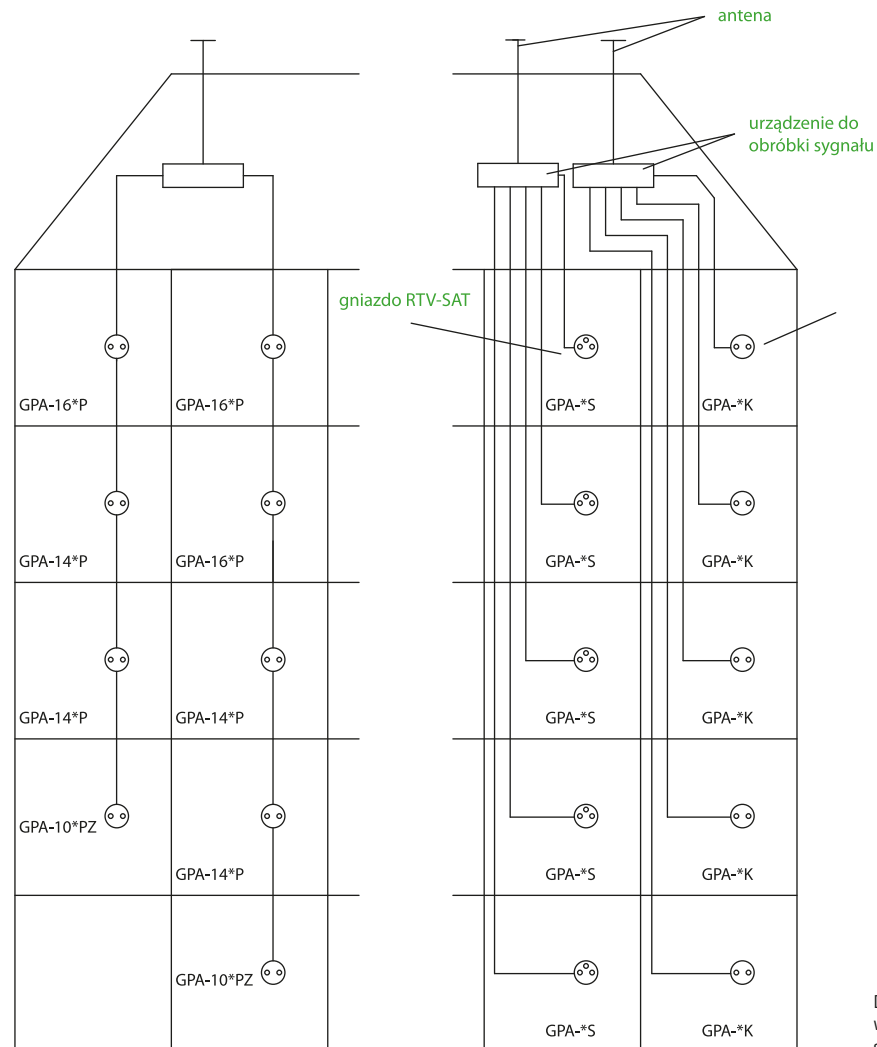 antena
urządzenie do
obróbki sygnału
gniazdo RTV-SAT
GPA-16*P GPA-16*P GPA-*S GPA-*K
GPA-14*P GPA-16*P GPA-*S GPA-*K
GPA-14*P GPA-14*P GPA-*S GPA-*K
GPA-10*PZ
GPA-14*P GPA-*S GPA-*K
GPA-10*PZ
GPA-*S GPA-*K